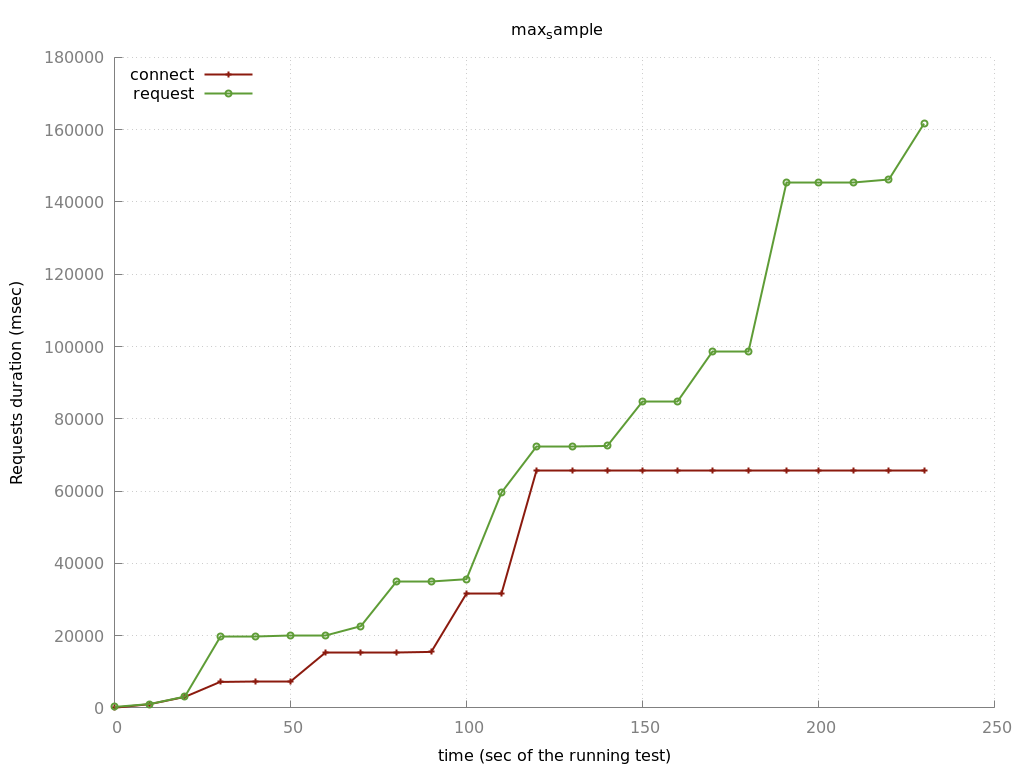 maxsample
180000
160000
140000
120000
100000
80000
60000
40000
20000
0
connect
request
Requests duration (msec)
0 50 100 150 200 250
time (sec of the running test)